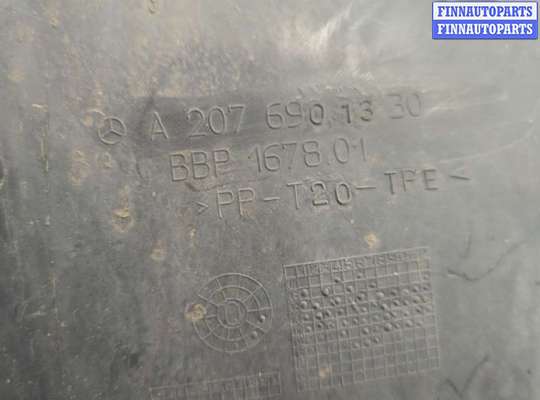 FINNAUTOPARTS
FINNAUTOPARTS
A 207 690 13 30
BBP 1678.01
>PP-T20-TPE<